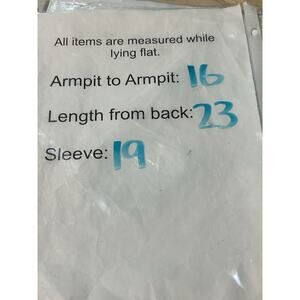 All items are measured while
lying flat.
Armpit to Armpit: 16
Length from back: 23
Sleeve: 19